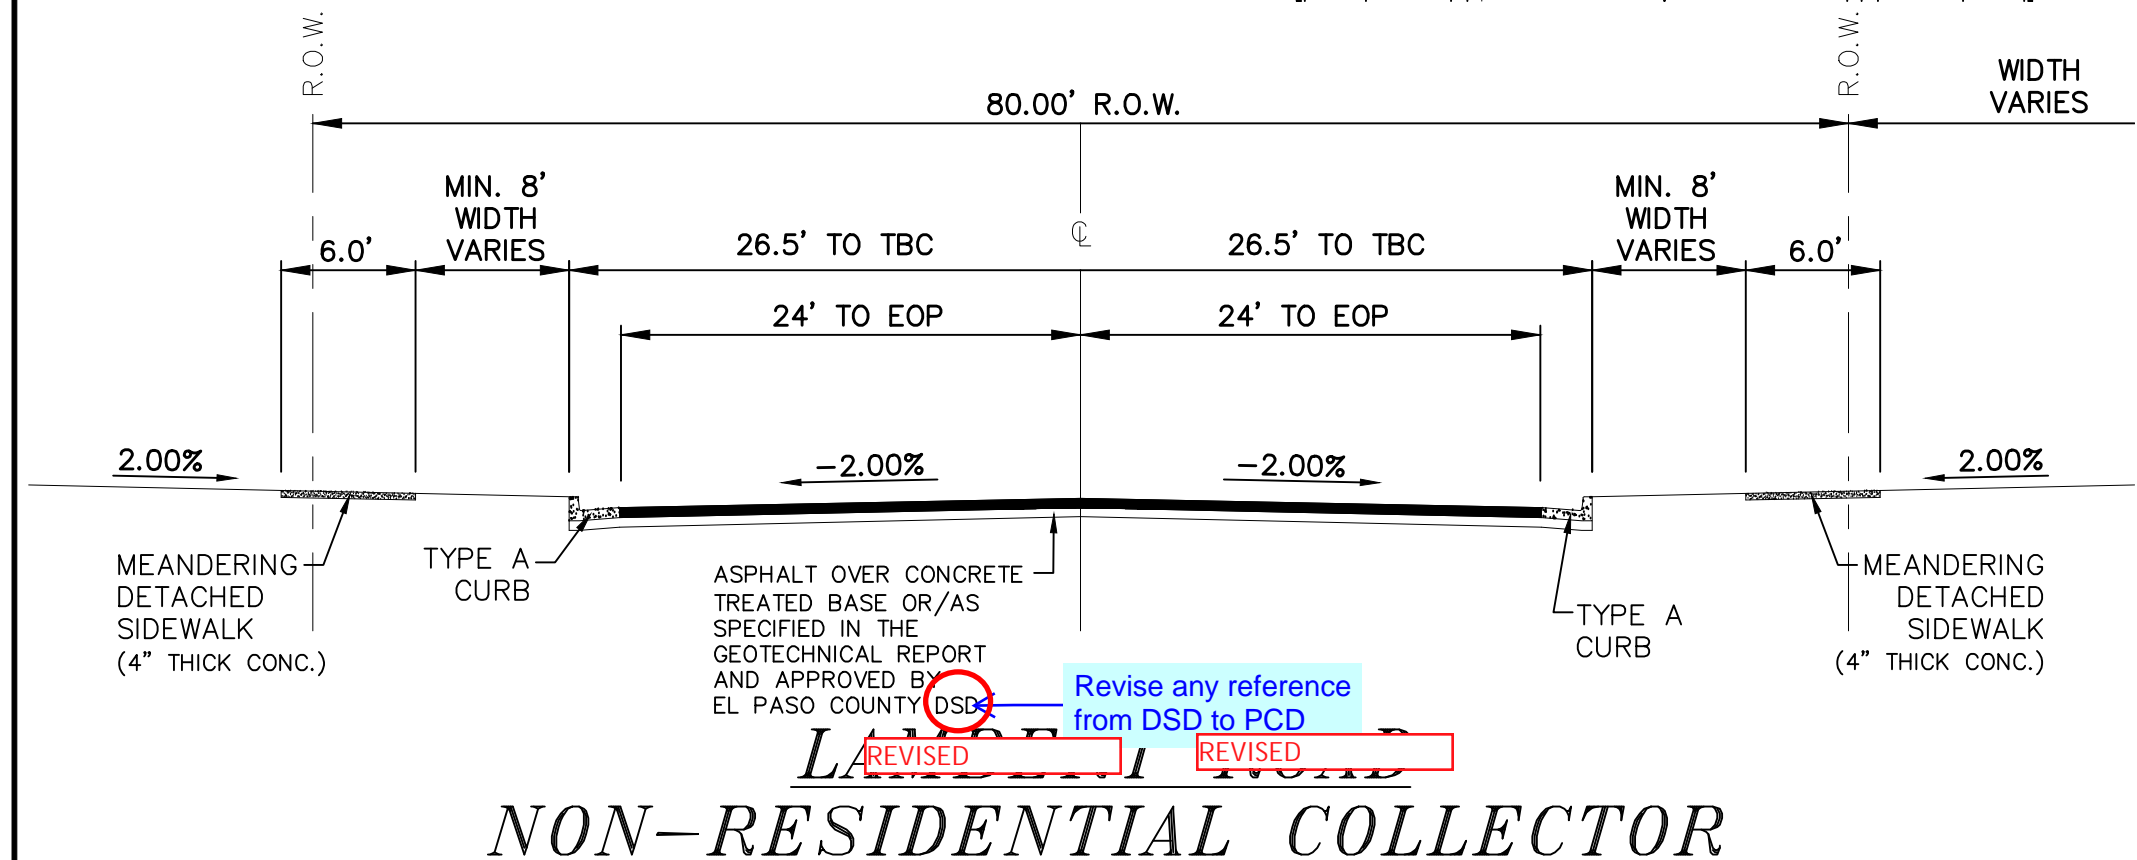 R.O.W.
R.O.W.
WIDTH
VARIES
80.00' R.O.W.
MIN. 8'
WIDTH
VARIES
MIN. 8'
WIDTH
VARIES
6.0'
26.5' TO TBC
℄
26.5' TO TBC
6.0'
24' TO EOP
24' TO EOP
2.00%
-2.00%
-2.00%
2.00%
MEANDERING
DETACHED
SIDEWALK
(4" THICK CONC.)
TYPE A
CURB
ASPHALT OVER CONCRETE
TREATED BASE OR/AS
SPECIFIED IN THE
GEOTECHNICAL REPORT
AND APPROVED BY
EL PASO COUNTY DSD
TYPE A
CURB
MEANDERING
DETACHED
SIDEWALK
(4" THICK CONC.)
Revise any reference
from DSD to PCD
REVISED
REVISED
LAMBERT ROAD
NON-RESIDENTIAL COLLECTOR